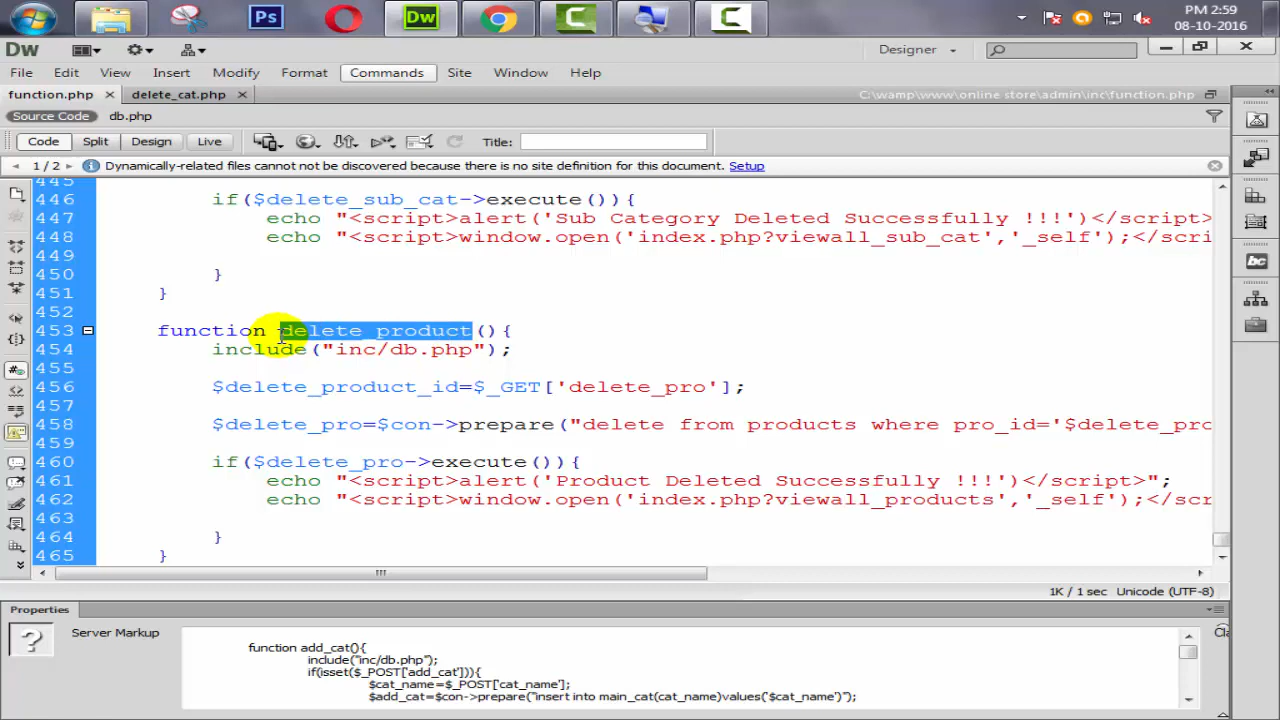 Ps
Dw
PM 2:59
08-10-2016
Dw
Designer
File Edit View Insert Modify Format Commands Site Window Help
function.php × delete_cat.php × C:\wamp\www\online store\admin\inc\function.php
Source Code db.php
Code Split Design Live Title:
1 / 2 Dynamically-related files cannot be discovered because there is no site definition for this document. Setup
445
446 if($delete_sub_cat->execute()){
447 echo "<script>alert('Sub Category Deleted Successfully !!!')</script>
448 echo "<script>window.open('index.php?viewall_sub_cat','_self');</scri
449
450 }
451 }
452
453 function delete_product(){
454 include("inc/db.php");
455
456 $delete_product_id=$_GET['delete_pro'];
457
458 $delete_pro=$con->prepare("delete from products where pro_id='$delete_pro
459
460 if($delete_pro->execute()){
461 echo "<script>alert('Product Deleted Successfully !!!')</script>";
462 echo "<script>window.open('index.php?viewall_products','_self');</scri
463
464 }
465 }
1K / 1 sec Unicode (UTF-8)
Properties
Server Markup
function add_cat(){
include("inc/db.php");
if(isset($_POST['add_cat'])){
$cat_name=$_POST['cat_name'];
$add_cat=$con->prepare("insert into main_cat(cat_name)values('$cat_name')");